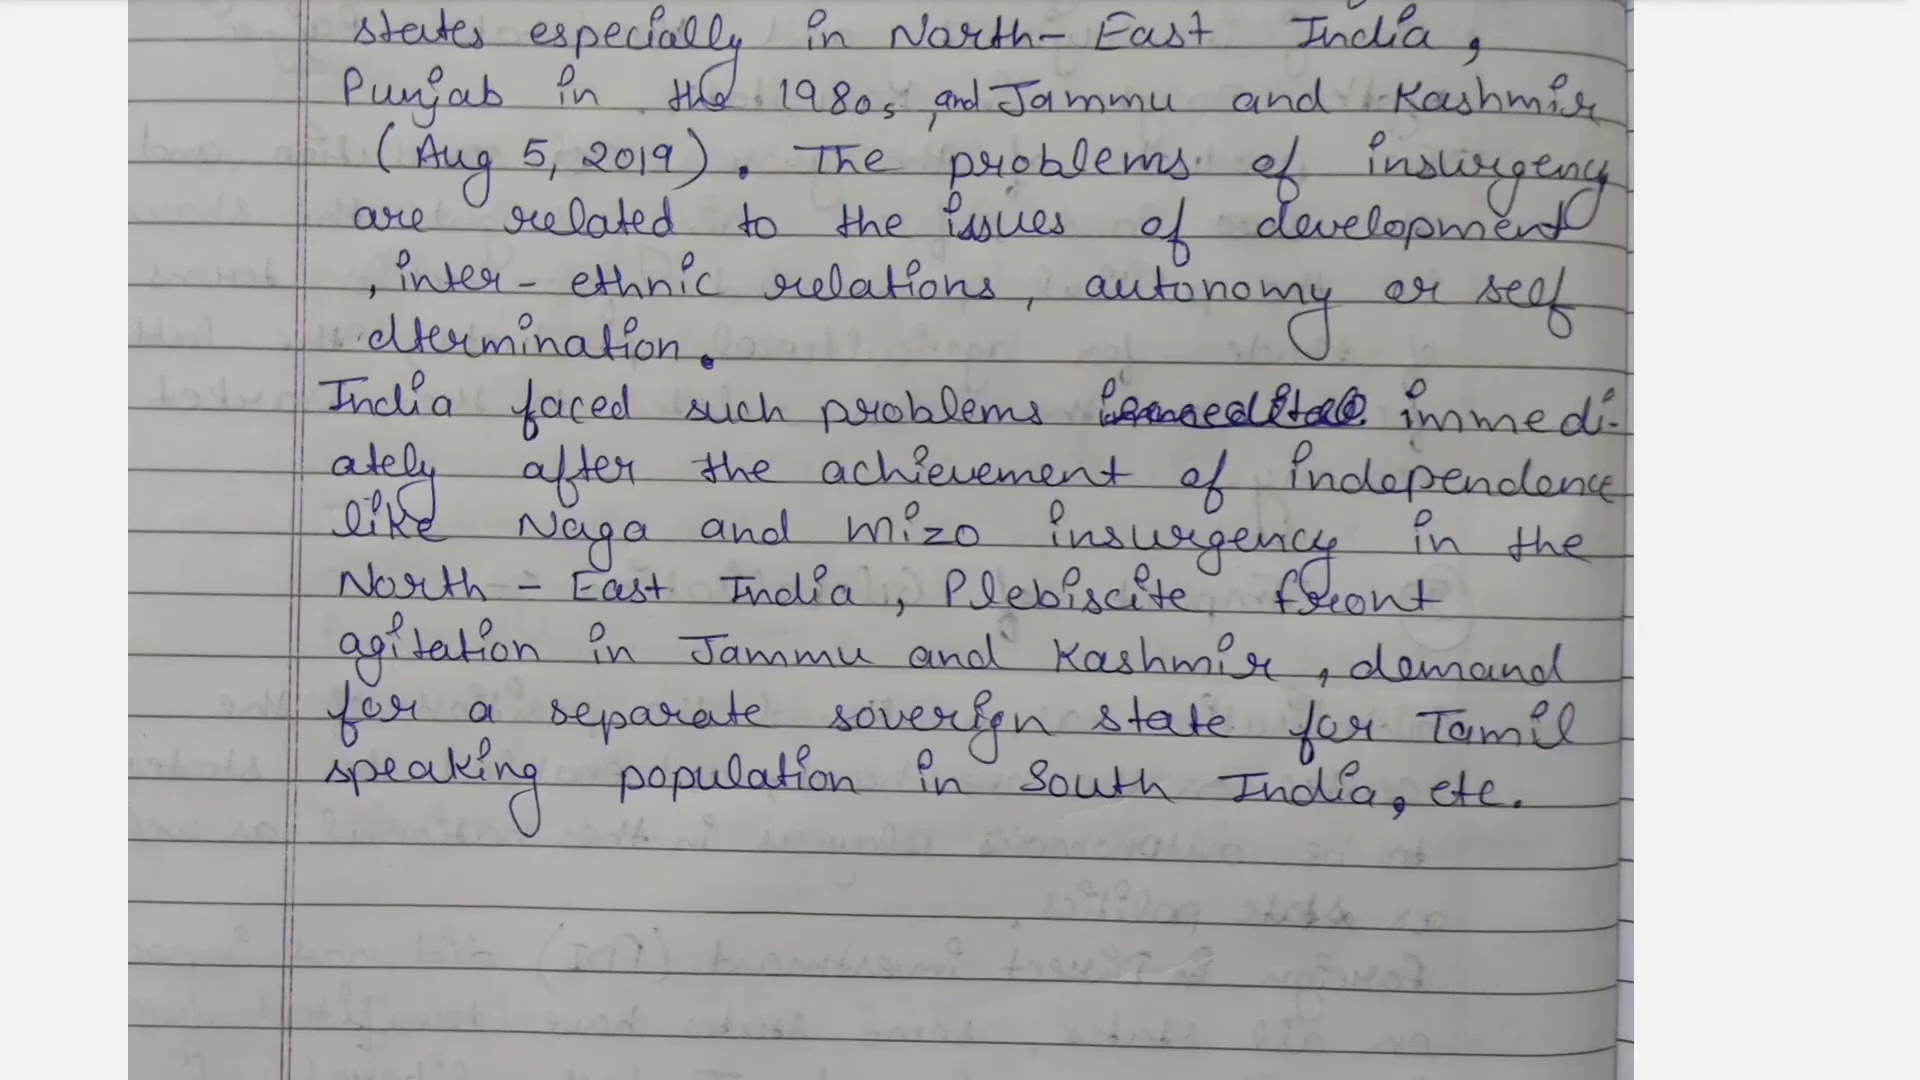 states especially in North-East India,
Punjab in the 1980s, and Jammu and Kashmir
(Aug 5, 2019). The problems of insurgency
are related to the issues of development
, inter-ethnic relations, autonomy or self
dtermination.
India faced such problems immedi-
ately after the achievement of independence
like Naga and Mizo insurgency in the
North-East India, Plebiscite front
agitation in Jammu and Kashmir, demand
for a separate soverign state for Tamil
speaking population in South India, etc.